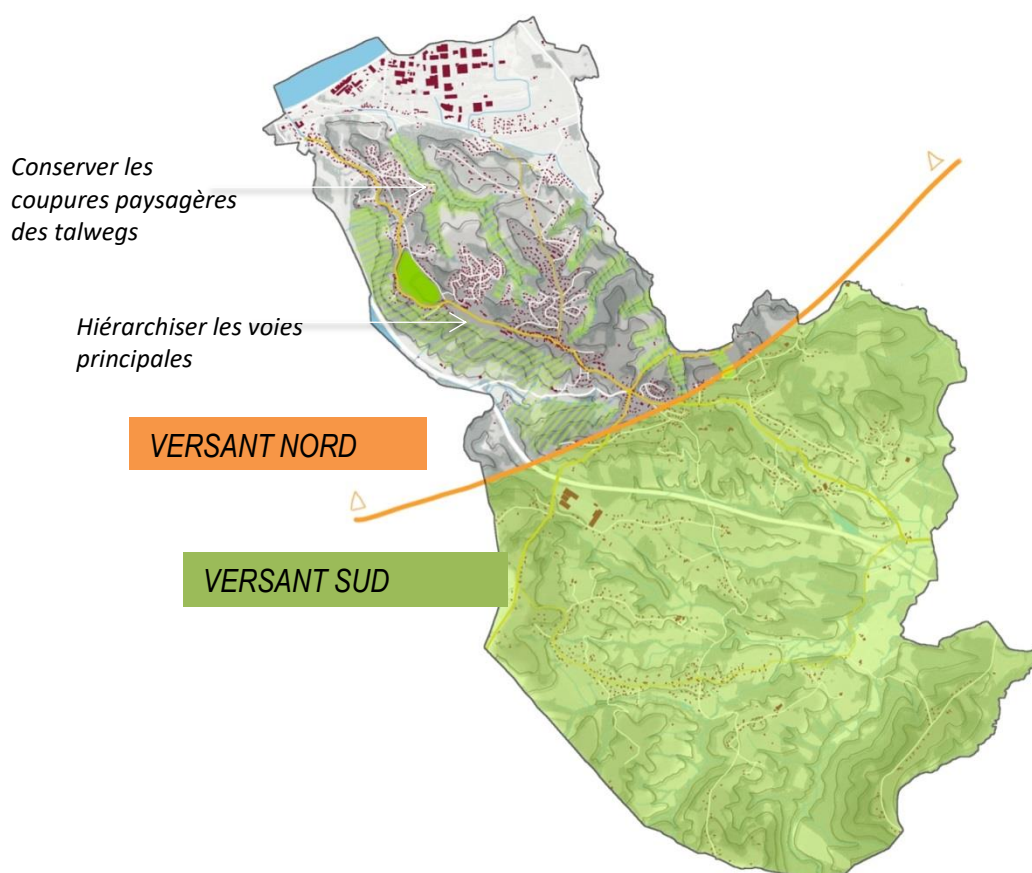 Conserver les
coupures paysagères
des talwegs
Hiérarchiser les voies
principales
VERSANT NORD
VERSANT SUD